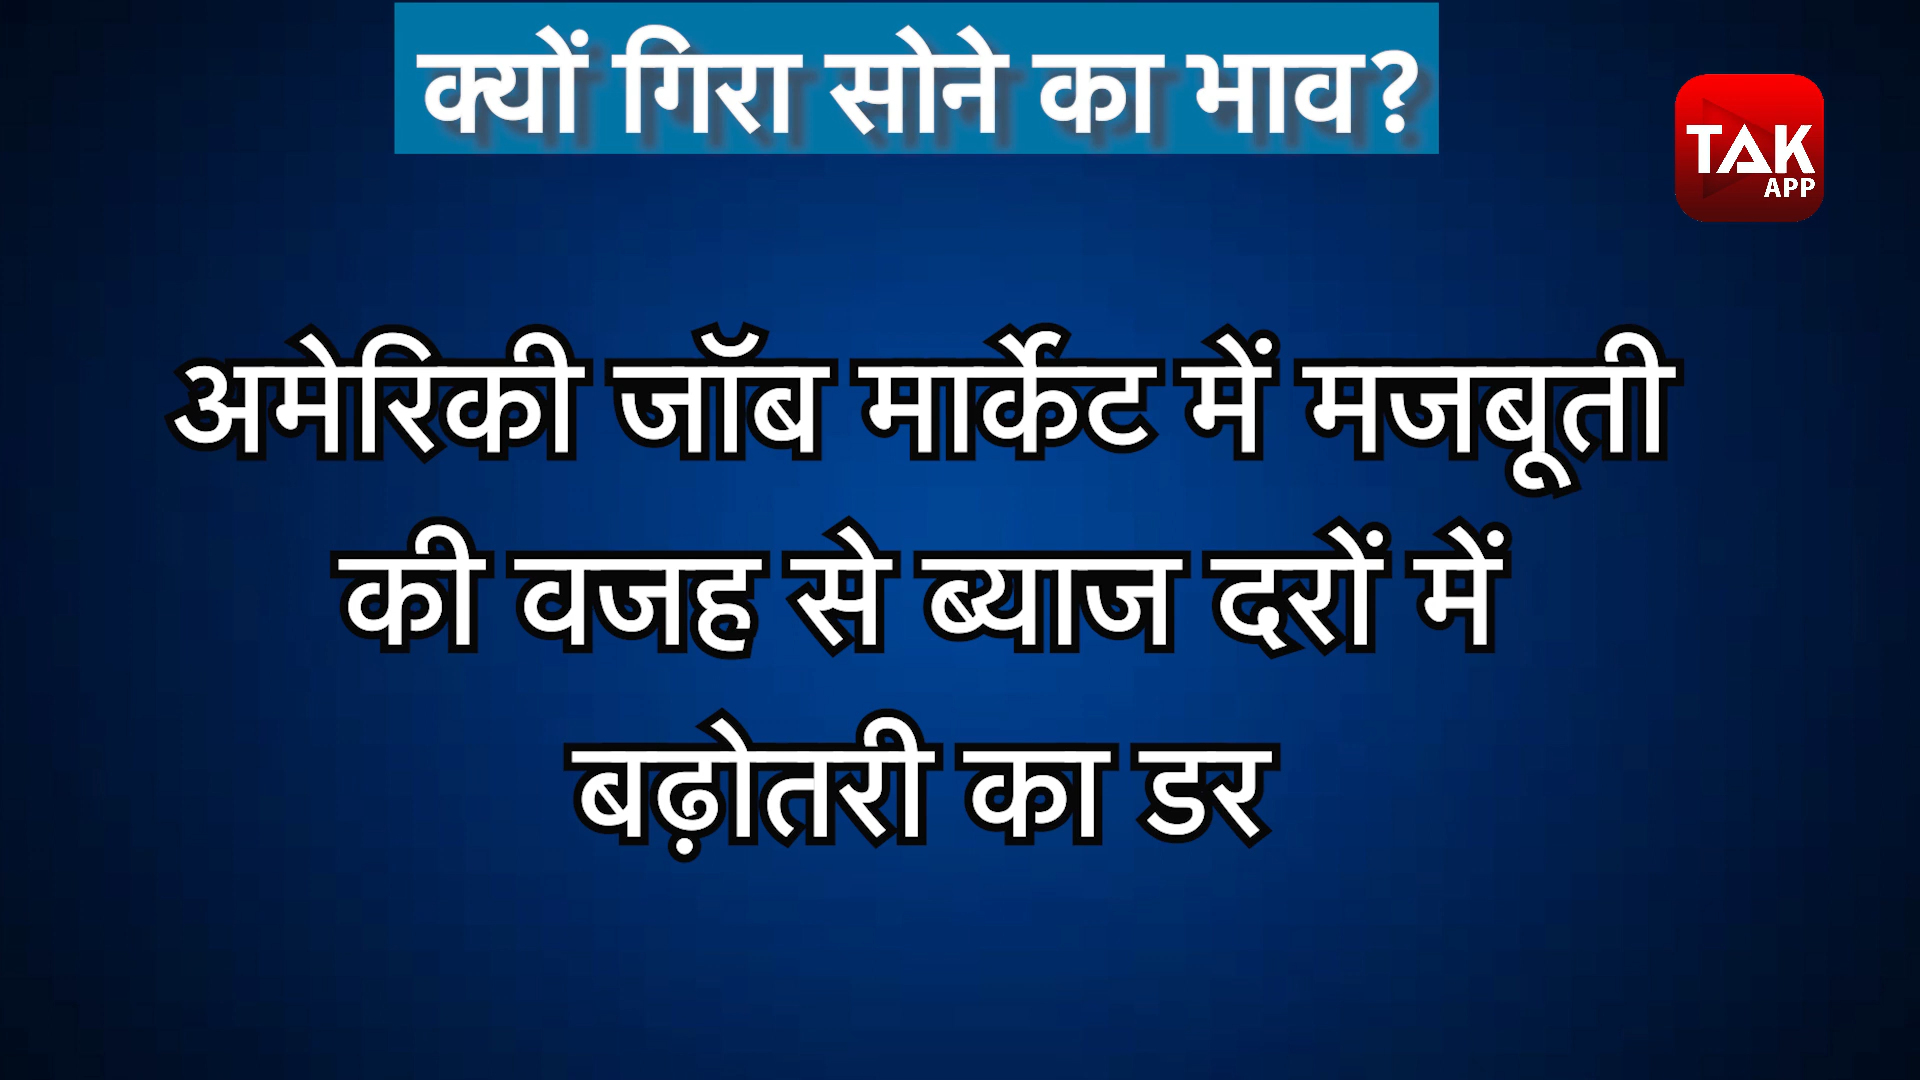 क्यों गिरा सोने का भाव?
TAK
APP
अमेरिकी जॉब मार्केट में मजबूती
की वजह से ब्याज दरों में
बढ़ोतरी का डर